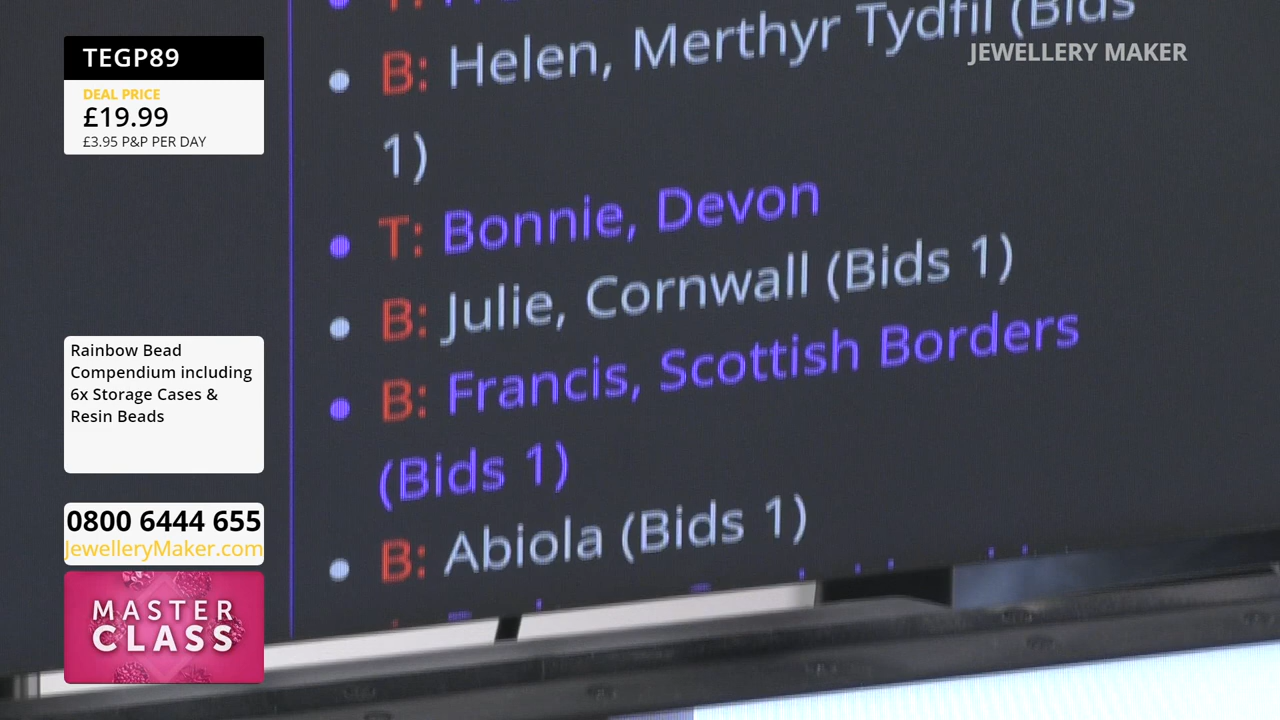 TEGP89
DEAL PRICE
£19.99
£3.95 P&P PER DAY
Rainbow Bead
Compendium including
6x Storage Cases &
Resin Beads
0800 6444 655
JewelleryMaker.com
MASTER
CLASS
JEWELLERY MAKER
B: Helen, Merthyr Tydfil (Bids
1)
T: Bonnie, Devon
B: Julie, Cornwall (Bids 1)
B: Francis, Scottish Borders
(Bids 1)
B: Abiola (Bids 1)